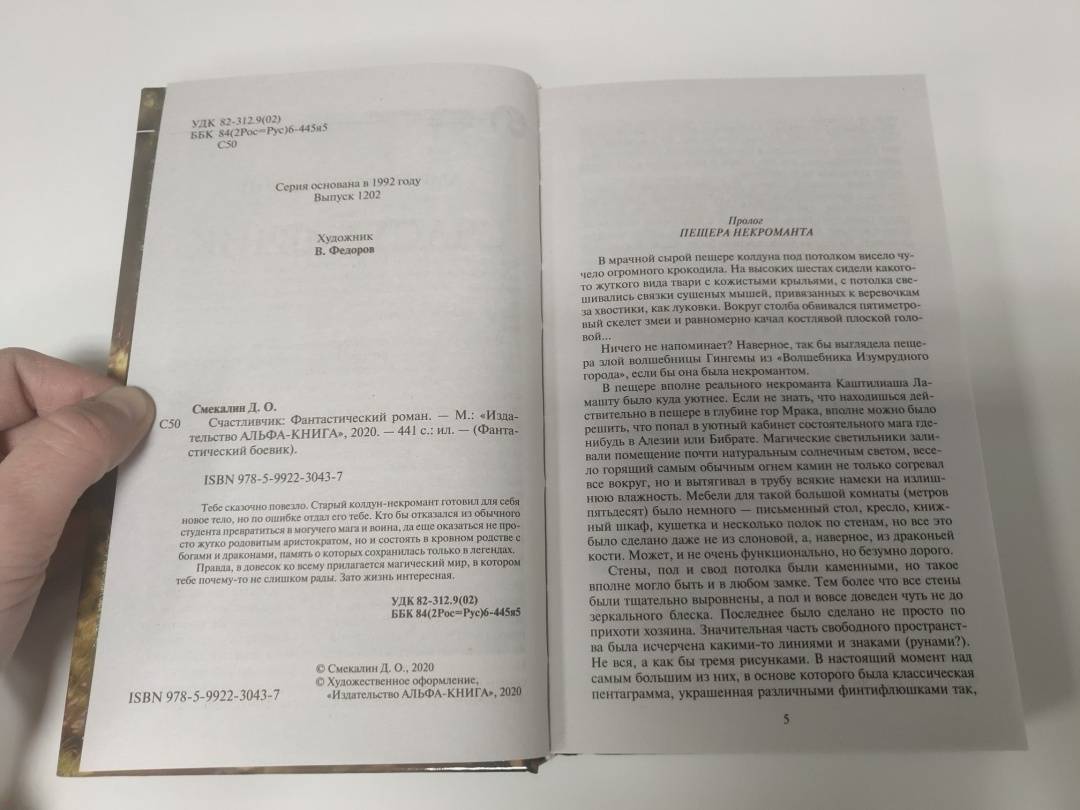 УДК 82-312.9(02)
ББК 84(2Рос=Рус)6-445я5
С50
Серия основана в 1992 году
Выпуск 1202
Художник
В. Федоров
Смекалин Д. О.
С50 Счастливчик: Фантастический роман. — М.: «Изда-
тельство АЛЬФА-КНИГА», 2020. — 441 с.: ил. — (Фанта-
стический боевик).
ISBN 978-5-9922-3043-7
Тебе сказочно повезло. Старый колдун-некромант готовил для себя
новое тело, но по ошибке отдал его тебе. Кто бы отказался из обычного
студента превратиться в могучего мага и воина, да еще оказаться не про-
сто жутко родовитым аристократом, но и состоять в кровном родстве с
богами и драконами, память о которых сохранилась только в легендах.
Правда, в довесок ко всему прилагается магический мир, в котором
тебе почему-то не слишком рады. Зато жизнь интересная.
УДК 82-312.9(02)
ББК 84(2Рос=Рус)6-445я5
© Смекалин Д. О., 2020
© Художественное оформление,
ISBN 978-5-9922-3043-7 «Издательство АЛЬФА-КНИГА», 2020
Пролог
ПЕЩЕРА НЕКРОМАНТА
В мрачной сырой пещере колдуна под потолком висело чу-
чело огромного крокодила. На высоких шестах сидели какого-
то жуткого вида твари с кожистыми крыльями, с потолка све-
шивались связки сушеных мышей, привязанных к веревочкам
за хвостики, как луковки. Вокруг столба обвивался пятиметро-
вый скелет змеи и равномерно качал костлявой плоской голо-
вой...
Ничего не напоминает? Наверное, так бы выглядела пеще-
ра злой волшебницы Гингемы из «Волшебника Изумрудного
города», если бы она была некромантом.
В пещере вполне реального некроманта Каштилиаша Ла-
машту было куда уютнее. Если не знать, что находишься дей-
ствительно в пещере в глубине гор Мрака, вполне можно было
решить, что попал в уютный кабинет состоятельного мага где-
нибудь в Алезии или Бибрате. Магические светильники зали-
вали помещение почти натуральным солнечным светом, весе-
ло горящий самым обычным огнем камин не только согревал
все вокруг, но и вытягивал в трубу всякие намеки на излиш-
нюю влажность. Мебели для такой большой комнаты (метров
пятьдесят) было немного — письменный стол, кресло, книж-
ный шкаф, кушетка и несколько полок по стенам, но все это
было сделано даже не из слоновой, а, наверное, из драконьей
кости. Может, и не очень функционально, но безумно дорого.
Стены, пол и свод потолка были каменными, но такое
вполне могло быть и в любом замке. Тем более что все стены
были тщательно выровнены, а пол и вовсе доведен чуть не до
зеркального блеска. Последнее было сделано не просто по
прихоти хозяина. Значительная часть свободного пространст-
ва была исчерчена какими-то линиями и знаками (рунами?).
Не вся, а как бы тремя рисунками. В настоящий момент над
самым большим из них, в основе которого была классическая
пентаграмма, украшенная различными финтифлюшками так,
5